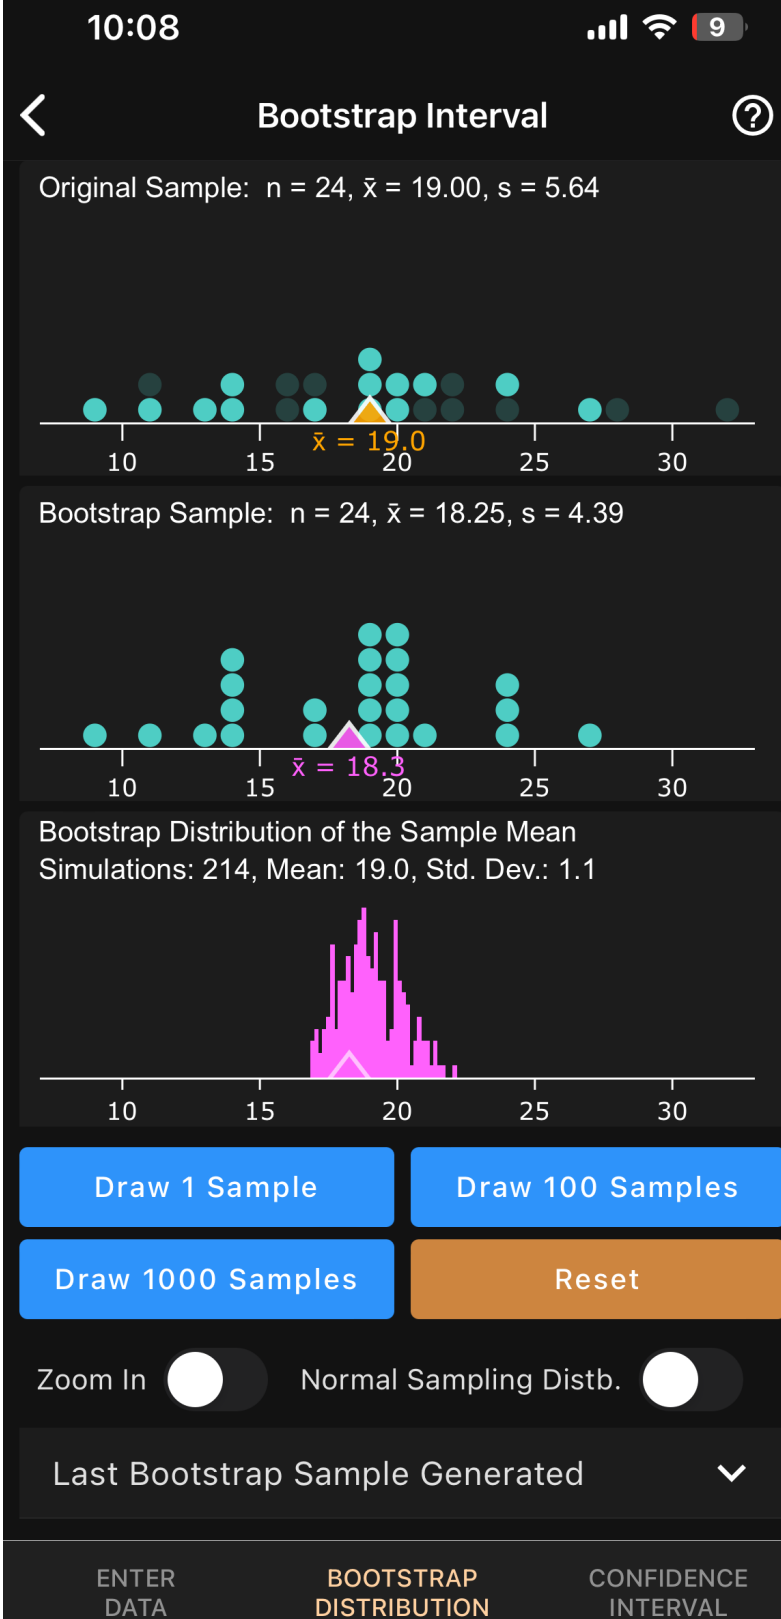 10:08
9
Bootstrap Interval
?
Original Sample: n = 24, x̄ = 19.00, s = 5.64
x̄ = 19.0
10 15 20 25 30
Bootstrap Sample: n = 24, x̄ = 18.25, s = 4.39
x̄ = 18.3
10 15 20 25 30
Bootstrap Distribution of the Sample Mean
Simulations: 214, Mean: 19.0, Std. Dev.: 1.1
10 15 20 25 30
Draw 1 Sample Draw 100 Samples
Draw 1000 Samples Reset
Zoom In Normal Sampling Distb.
Last Bootstrap Sample Generated
ENTER BOOTSTRAP CONFIDENCE
DATA DISTRIBUTION INTERVAL